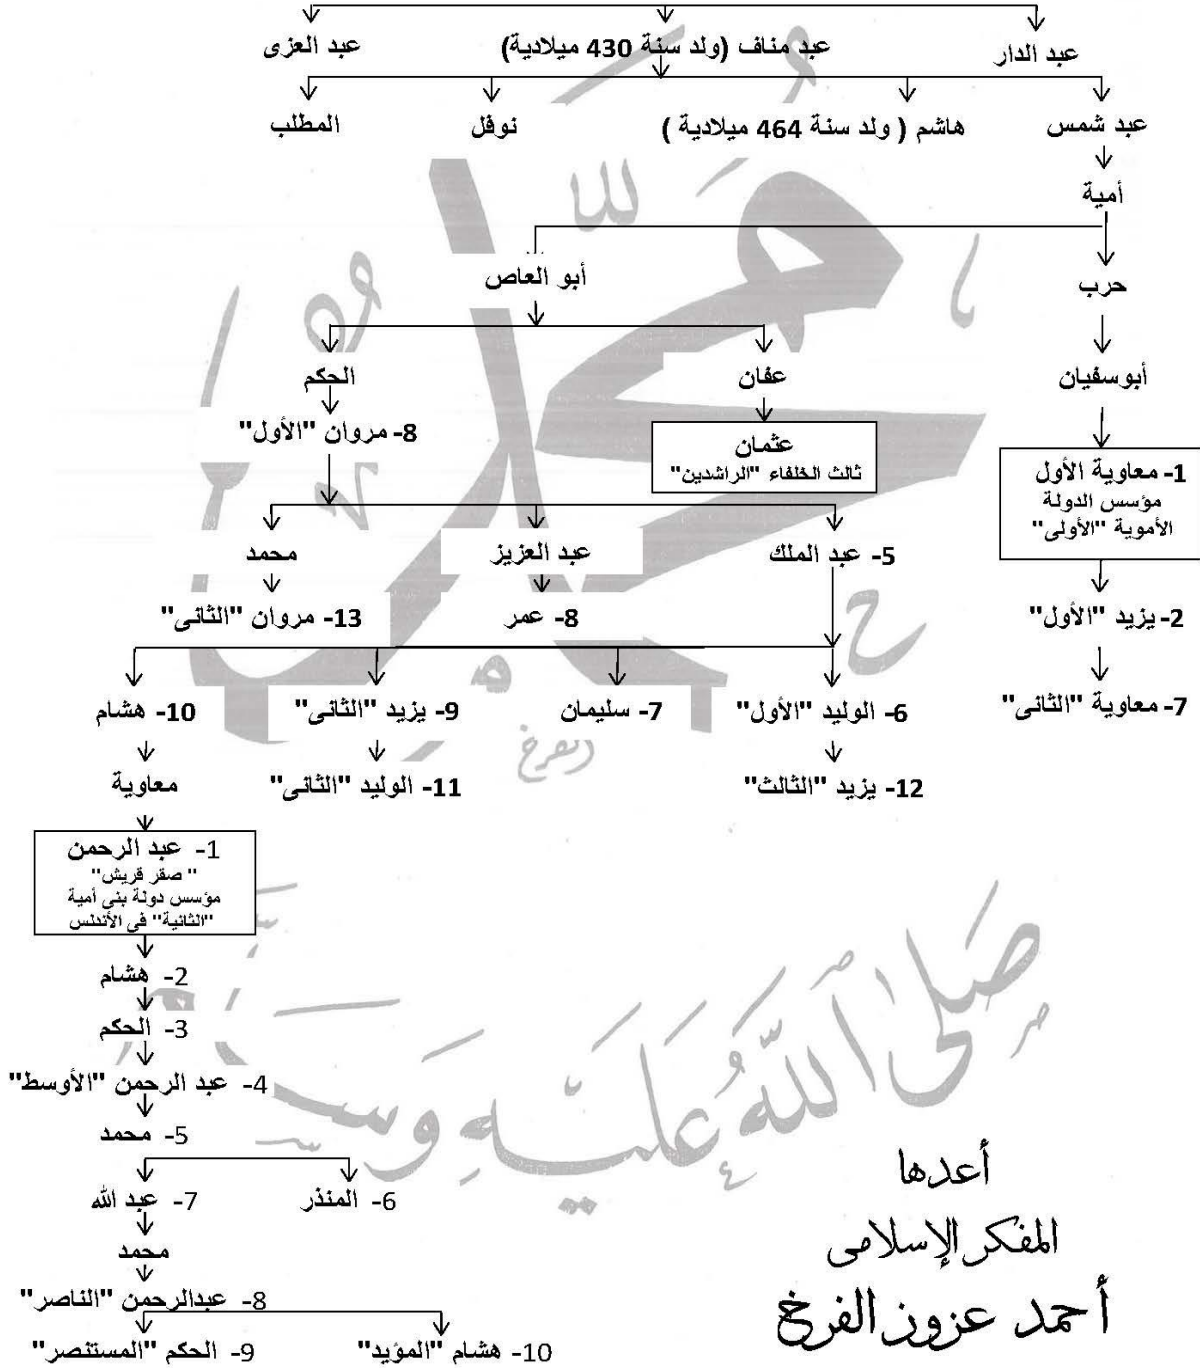 عبد الدار
عبد مناف (ولد سنة 430 ميلادية)
عبد العزى
عبد شمس
هاشم ( ولد سنة 464 ميلادية )
نوفل
المطلب
أمية
حرب
أبو العاص
أبوسفيان
عفان
الحكم
1- معاوية الأول
مؤسس الدولة
الأموية "الأولى"
عثمان
ثالث الخلفاء "الراشدين"
8- مروان "الأول"
5- عبد الملك
عبد العزيز
محمد
2- يزيد "الأول"
8- عمر
13- مروان "الثانى"
7- معاوية "الثانى"
6- الوليد "الأول"
7- سليمان
9- يزيد "الثانى"
10- هشام
12- يزيد "الثالث"
11- الوليد "الثانى"
معاوية
1- عبد الرحمن
" صقر قريش"
مؤسس دولة بنى أمية
"الثانية" فى الأندلس
2- هشام
3- الحكم
4- عبد الرحمن "الأوسط"
5- محمد
6- المنذر
7- عبد الله
محمد
8- عبدالرحمن "الناصر"
10- هشام "المؤيد"
9- الحكم "المستنصر"
محمد
صَلى اللَّهُ عَلَيْهِ وَسَلَّم
أعدها
المفكر الإسلامى
أحمد عزوز الفرخ